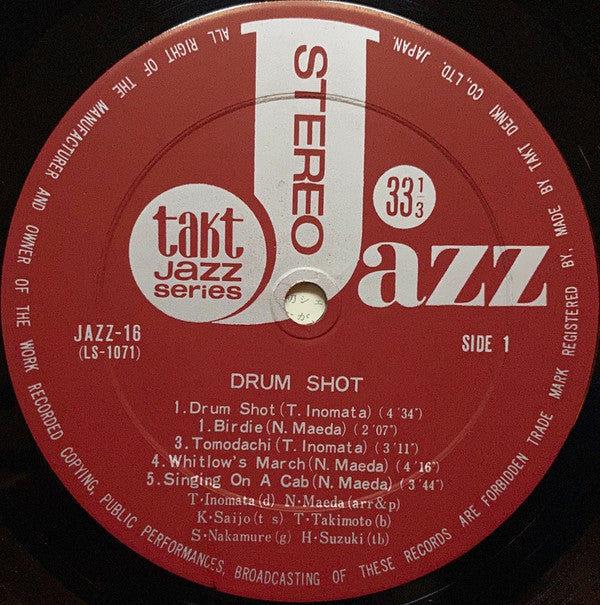 ALL RIGHT OF THE MANUFACTURER AND OWNER OF THE WORK RECORDED COPYING, PUBLIC PERFORMANCES, BROADCASTING OF THESE RECORDS ARE FORBIDDEN TRADE MARK REGISTERED BY, MADE BY TAKT DENKI CO., LTD. JAPAN.
STEREO
Jazz
33 1/3
takt
jazz
series
JAZZ-16
(LS-1071)
SIDE 1
DRUM SHOT
1.Drum Shot(T. Inomata)(4'34")
1.Birdie(N. Maeda)(2'07")
3.Tomodachi(T. Inomata)(3'11")
4.Whitlow's March(N. Maeda)(4'16")
5.Singing On A Cab(N. Maeda)(3'44")
T·Inomata(d) N·Maeda(arr&p)
K·Saijo(t s) T·Takimoto(b)
S·Nakamure(g) H·Suzuki(tb)